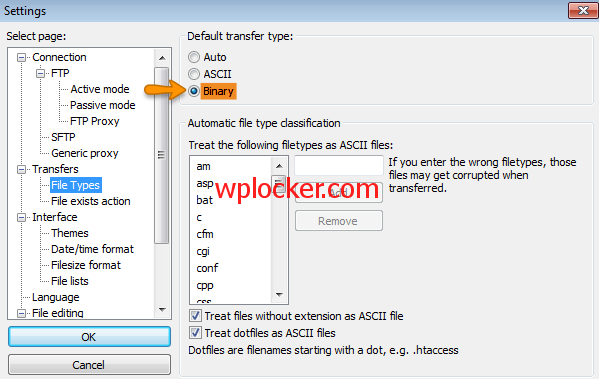 Settings
Select page:
Connection
FTP
Active mode
Passive mode
FTP Proxy
SFTP
Generic proxy
Transfers
File Types
File exists action
Interface
Themes
Date/time format
Filesize format
File lists
Language
File editing
OK
Cancel
Default transfer type:
Auto
ASCII
Binary
Automatic file type classification
Treat the following filetypes as ASCII files:
am
asp
bat
c
cfm
cgi
conf
cpp
css
If you enter the wrong filetypes, those
files may get corrupted when
transferred.
Add
Remove
wplocker.com
Treat files without extension as ASCII file
Treat dotfiles as ASCII files
Dotfiles are filenames starting with a dot, e.g. .htaccess